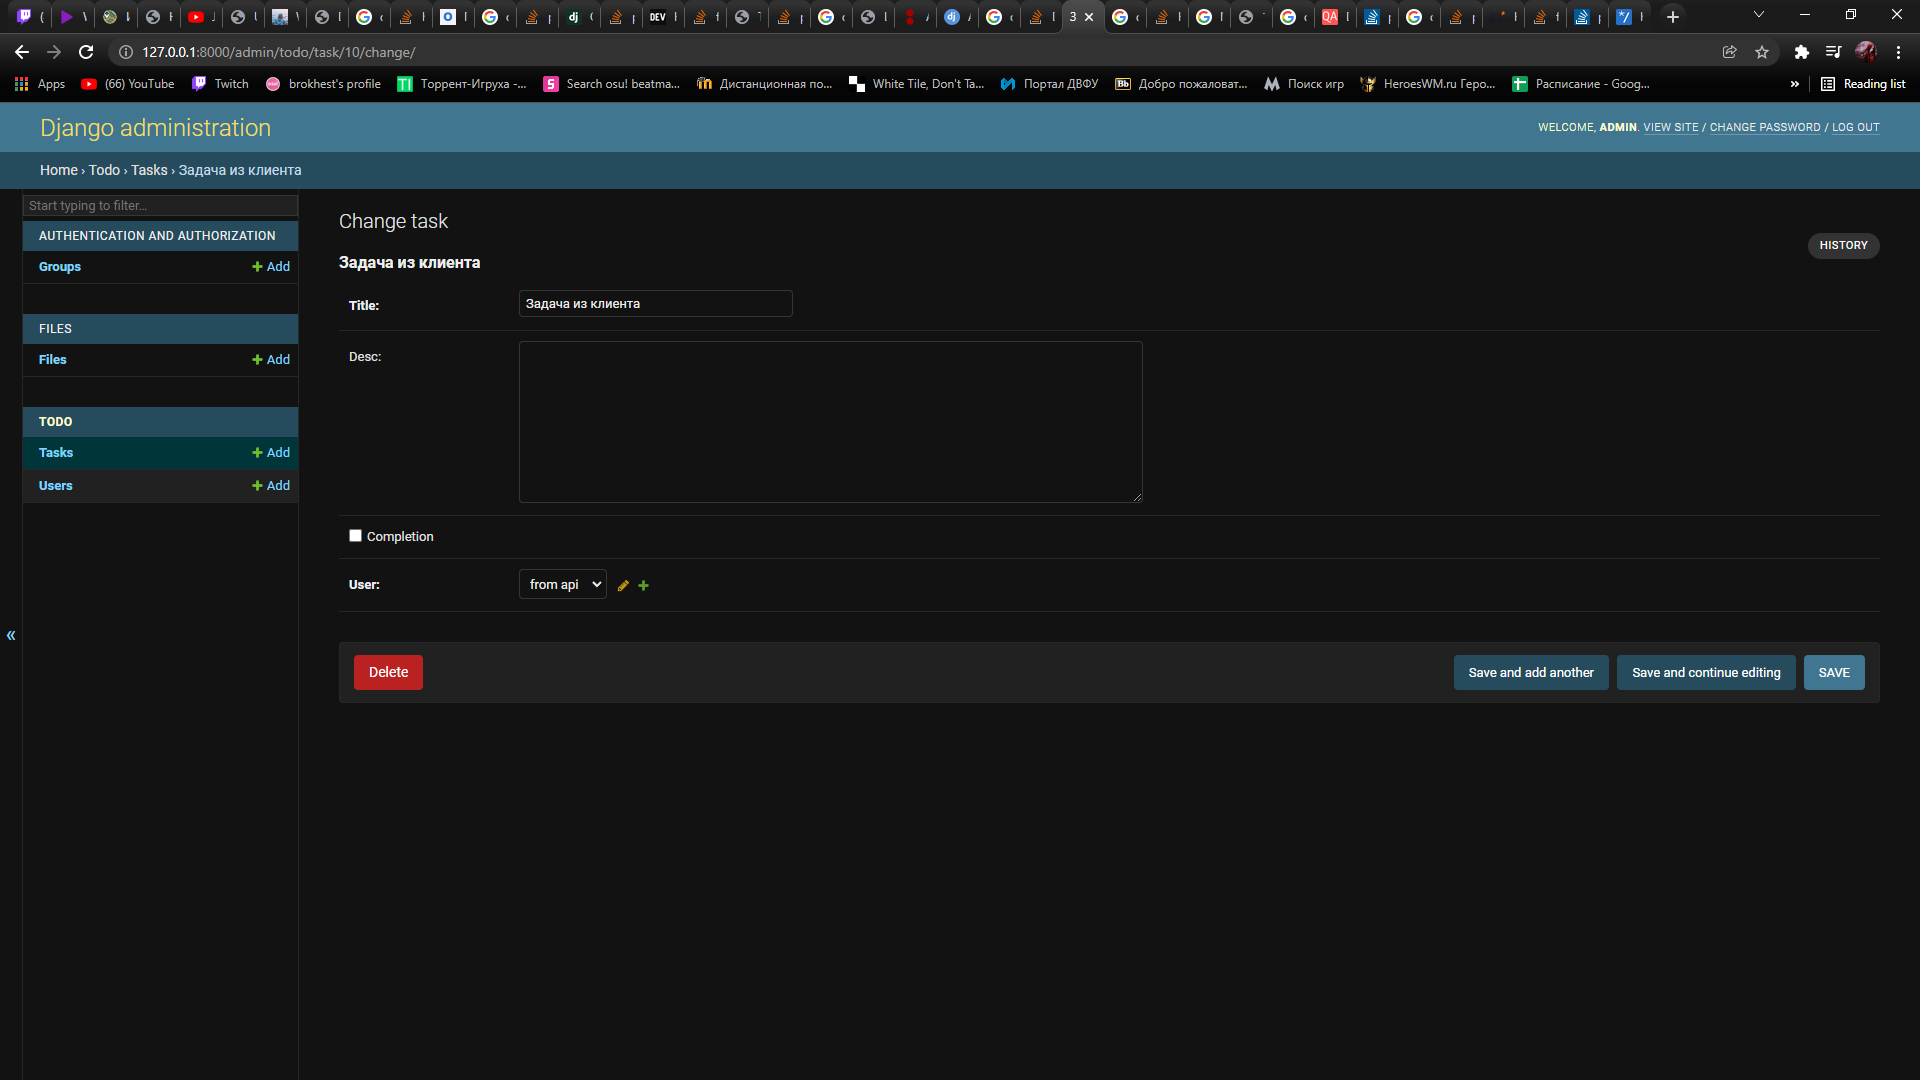 127.0.0.1:8000/admin/todo/task/10/change/
Apps
(66) YouTube
Twitch
brokhest's profile
Торрент-Игруха -...
Search osu! beatma...
Дистанционная по...
White Tile, Don't Ta...
Портал ДВФУ
Добро пожаловат...
Поиск игр
HeroesWM.ru Геро...
Расписание - Goog...
»
Reading list
Django administration
WELCOME, ADMIN. VIEW SITE / CHANGE PASSWORD / LOG OUT
Home › Todo › Tasks › Задача из клиента
Start typing to filter...
AUTHENTICATION AND AUTHORIZATION
Groups
Add
FILES
Files
Add
TODO
Tasks
Add
Users
Add
«
Change task
HISTORY
Задача из клиента
Title:
Задача из клиента
Desc:
Completion
User:
from api
Delete
Save and add another
Save and continue editing
SAVE